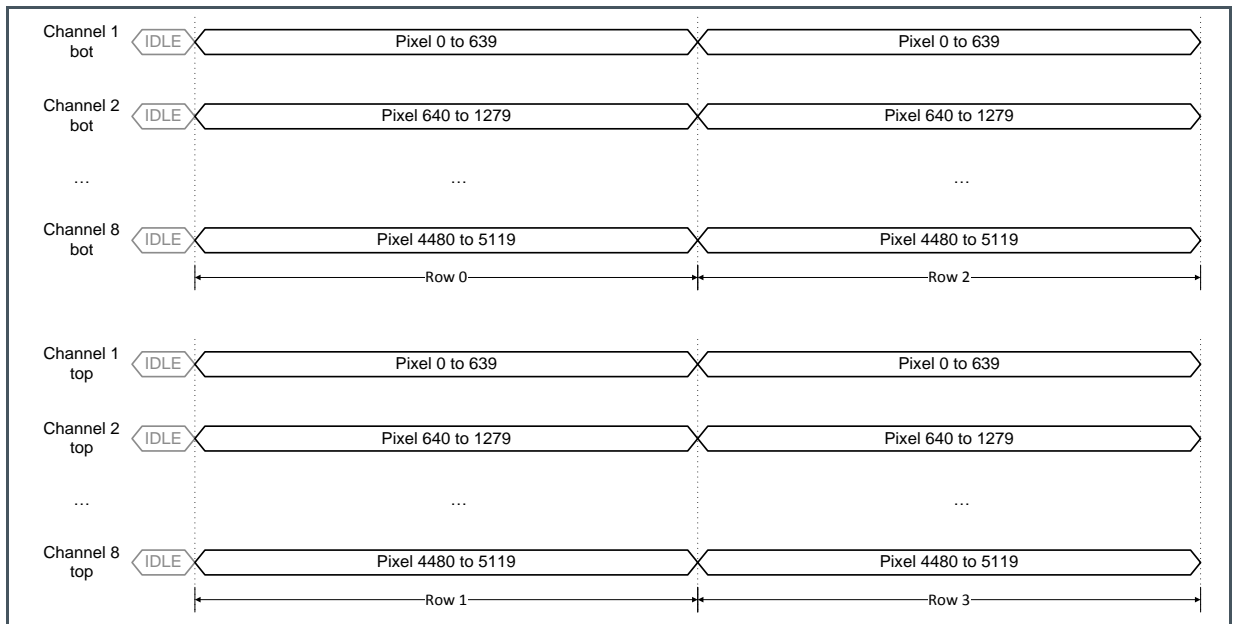 Channel 1
bot
IDLE
Pixel 0 to 639
Pixel 0 to 639
Channel 2
bot
IDLE
Pixel 640 to 1279
Pixel 640 to 1279
...
...
...
Channel 8
bot
IDLE
Pixel 4480 to 5119
Pixel 4480 to 5119
Row 0
Row 2
Channel 1
top
IDLE
Pixel 0 to 639
Pixel 0 to 639
Channel 2
top
IDLE
Pixel 640 to 1279
Pixel 640 to 1279
...
...
...
Channel 8
top
IDLE
Pixel 4480 to 5119
Pixel 4480 to 5119
Row 1
Row 3